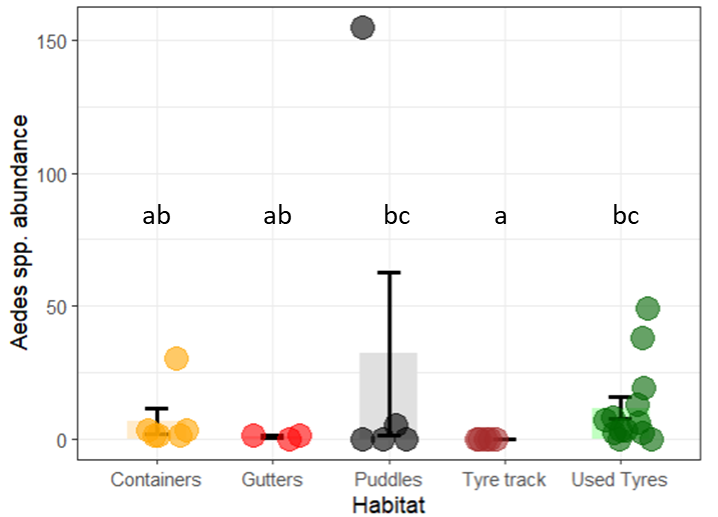 150
100
50
0
Aedes spp. abundance
ab ab bc a bc
Containers Gutters Puddles Tyre track Used Tyres
Habitat